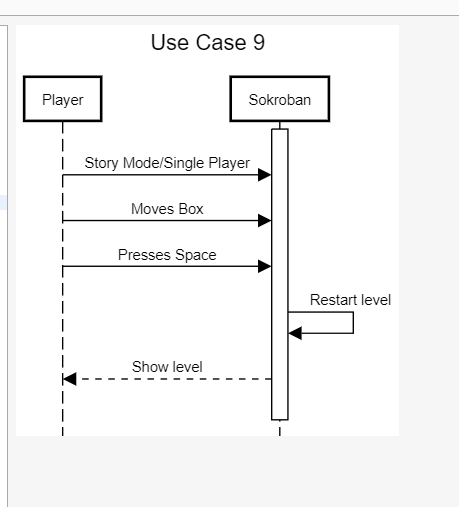 Use Case 9
Player
Sokroban
Story Mode/Single Player
Moves Box
Presses Space
Restart level
Show level